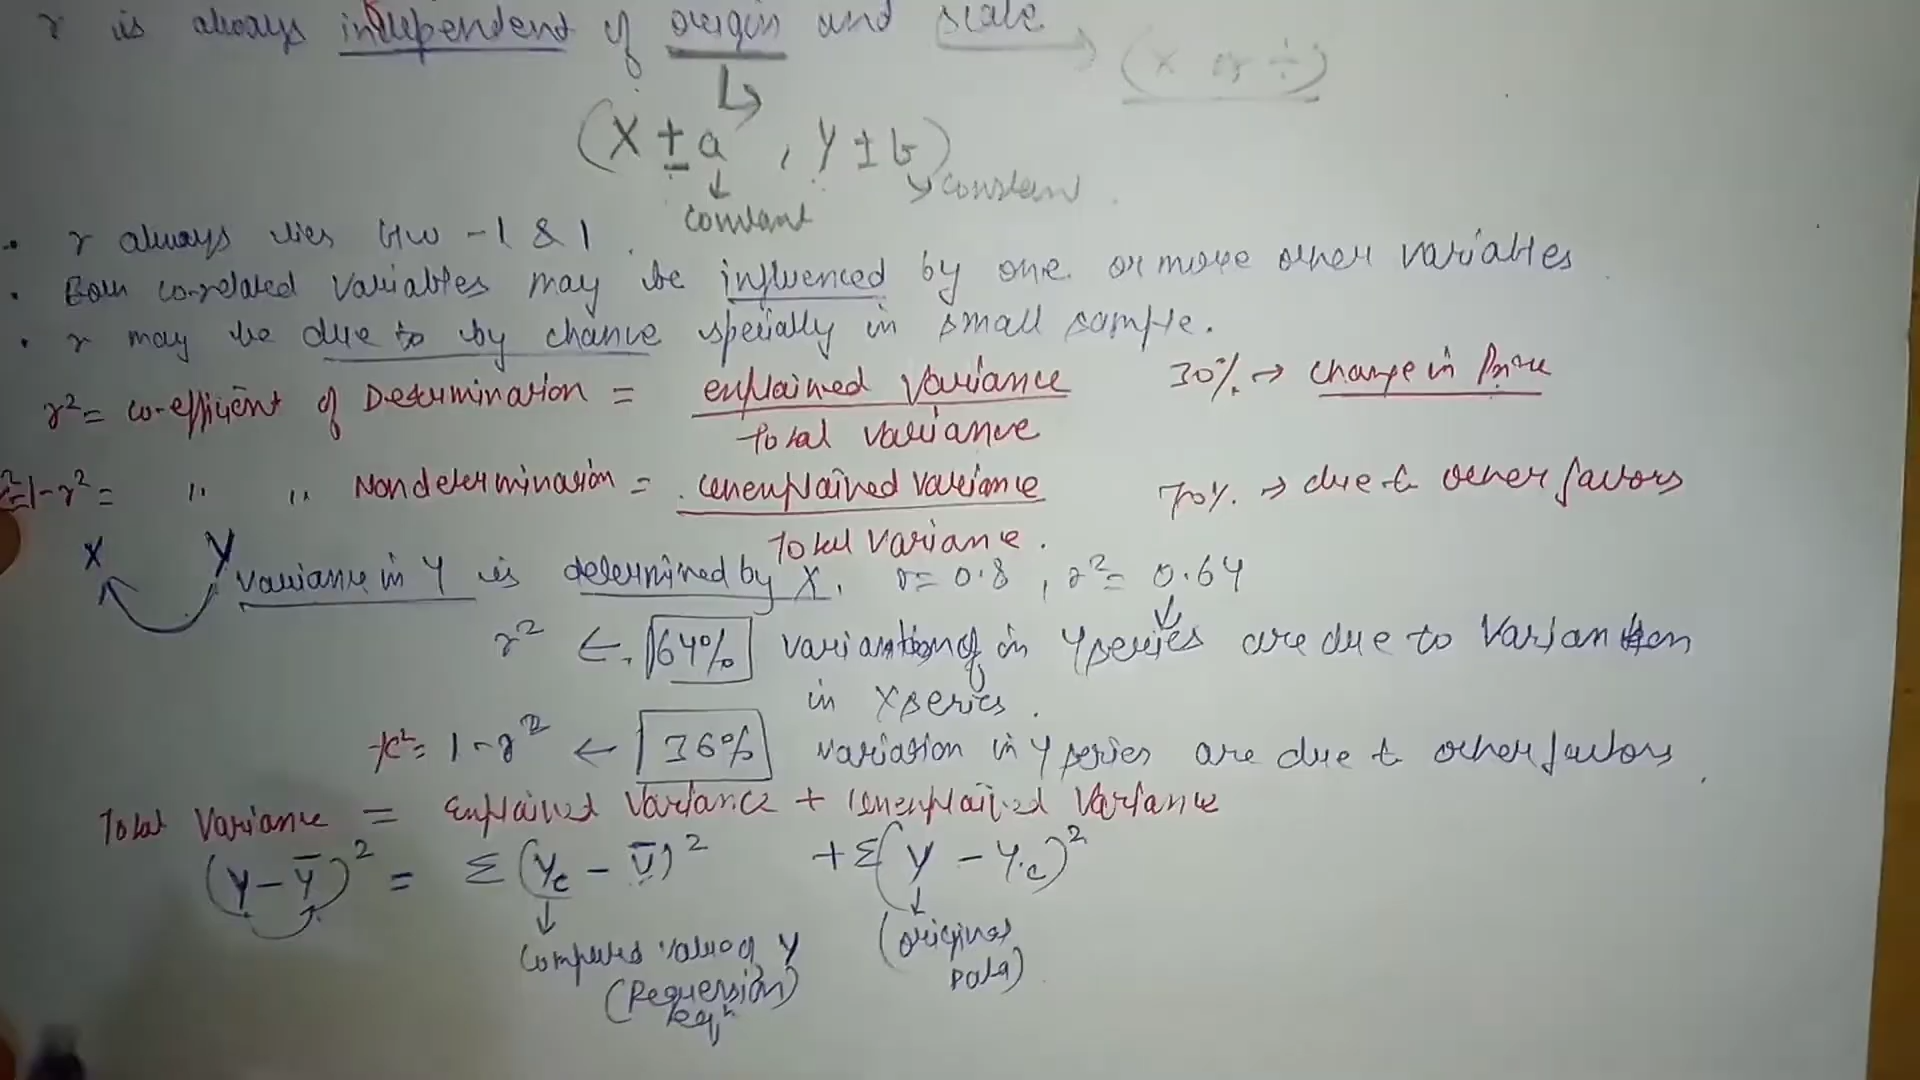 r is always independent of origin and scale → (x or ÷)
(X ± a , Y ± b)
constant
constant
• r always lies btw -1 & 1.
• Both co-related variables may be influenced by one or more other variables
• r may be due to by chance specially in small sample.
r² = co-efficient of Determination = explained variance / Total variance   30% → change in Price
k²=1-r² = " " Nondetermination = unexplained variance / Total variance.   70% → due to other factors
X Y
variance in Y is determined by X. r = 0.8 , r² = 0.64
r² ← 64% variation in Y series are due to variation
in X series.
k² = 1-r² ← 36% variation in Y series are due to other factors
Total Variance = Explained Variance + Unexplained Variance
(Y - Ȳ)² = Σ (Yc - Ȳ)² + Σ (Y - Yc)²
Computed value of Y
(Regression eqⁿ)
(original Data)